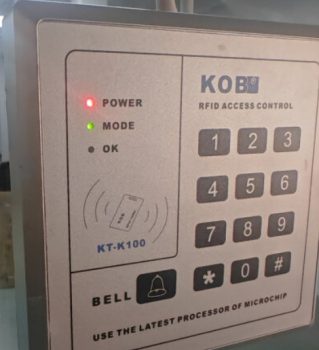 KOB
RFID ACCESS CONTROL
POWER
MODE
OK
KT-K100
1 2 3
4 5 6
7 8 9
* 0 #
BELL
USE THE LATEST PROCESSOR OF MICROCHIP